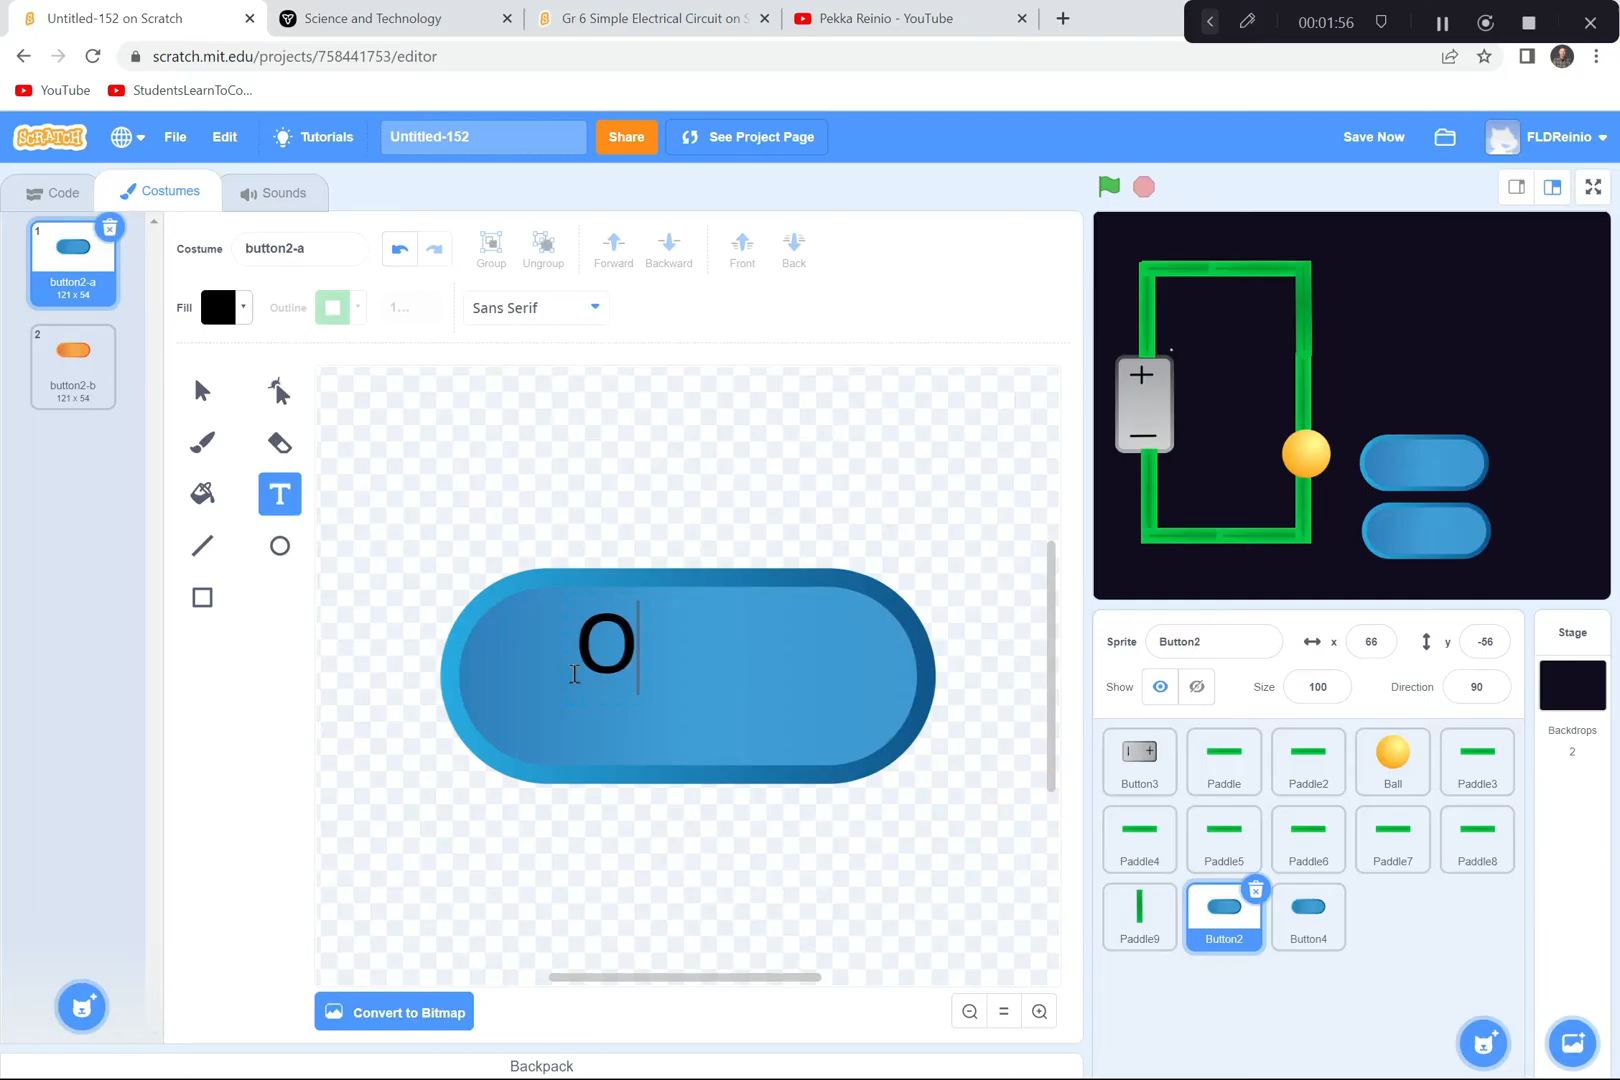 Untitled-152 on Scratch
Science and Technology
Gr 6 Simple Electrical Circuit on S
Pekka Reinio - YouTube
00:01:56
scratch.mit.edu/projects/758441753/editor
YouTube
StudentsLearnToCo...
SCRATCH
File
Edit
Tutorials
Untitled-152
Share
See Project Page
Save Now
FLDReinio
Code
Costumes
Sounds
1
button2-a
121 x 54
2
button2-b
121 x 54
Costume
button2-a
Group
Ungroup
Forward
Backward
Front
Back
Fill
Outline
1...
Sans Serif
T
O
Convert to Bitmap
Backpack
Sprite
Button2
x
66
y
-56
Show
Size
100
Direction
90
Stage
Backdrops
2
Button3
Paddle
Paddle2
Ball
Paddle3
Paddle4
Paddle5
Paddle6
Paddle7
Paddle8
Paddle9
Button2
Button4